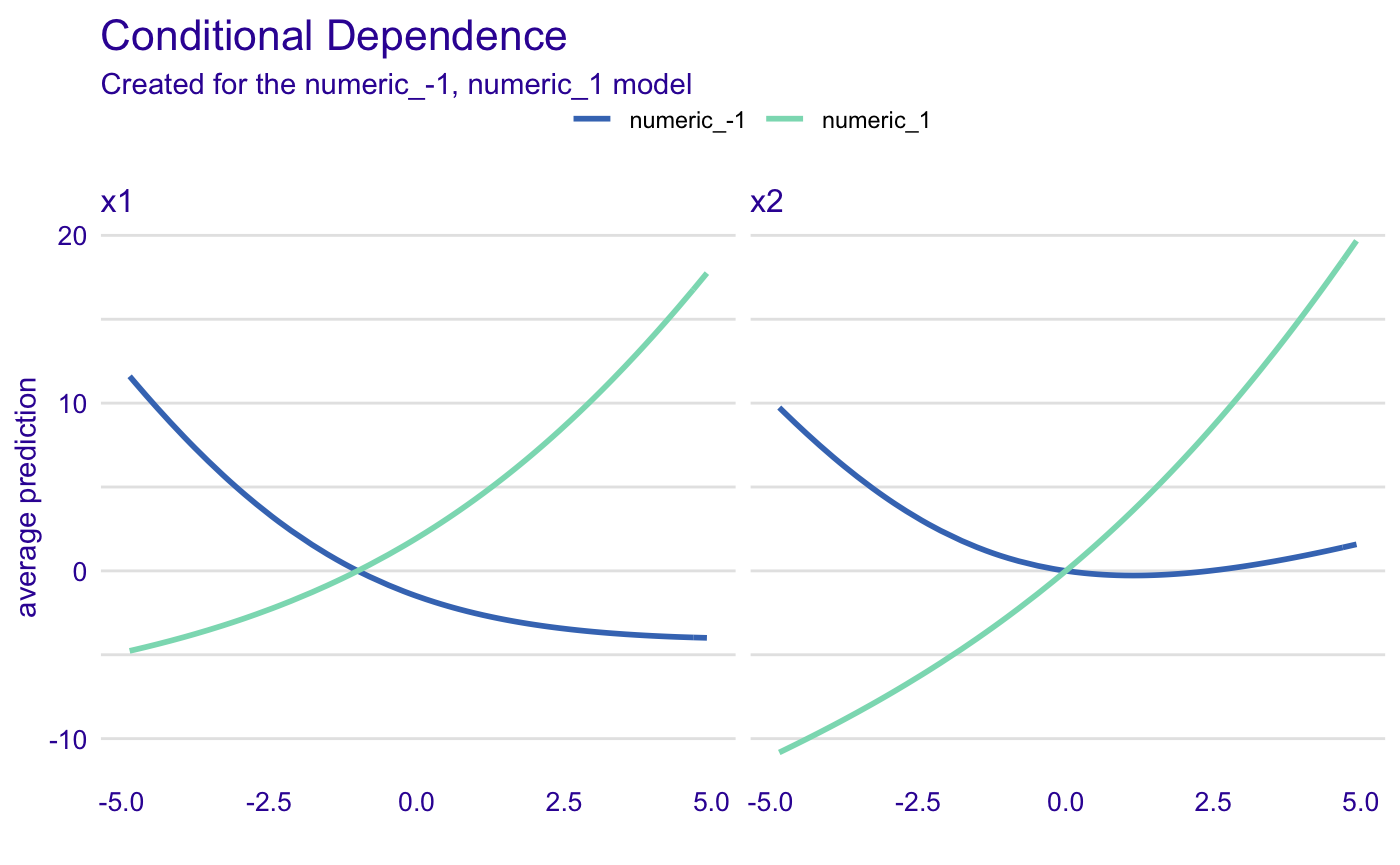 Conditional Dependence
Created for the numeric_-1, numeric_1 model
numeric_-1 numeric_1
x1 x2
20
10
0
-10
average prediction
-5.0 -2.5 0.0 2.5 5.0 -5.0 -2.5 0.0 2.5 5.0